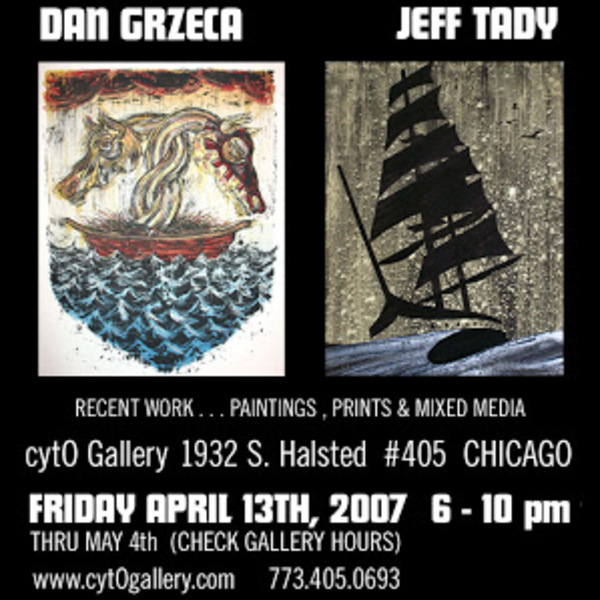 DAN GRZECA JEFF TADY
RECENT WORK . . . PAINTINGS , PRINTS & MIXED MEDIA
cytO Gallery 1932 S. Halsted #405 CHICAGO
FRIDAY APRIL 13TH, 2007 6 - 10 pm
THRU MAY 4th (CHECK GALLERY HOURS)
www.cytOgallery.com 773.405.0693